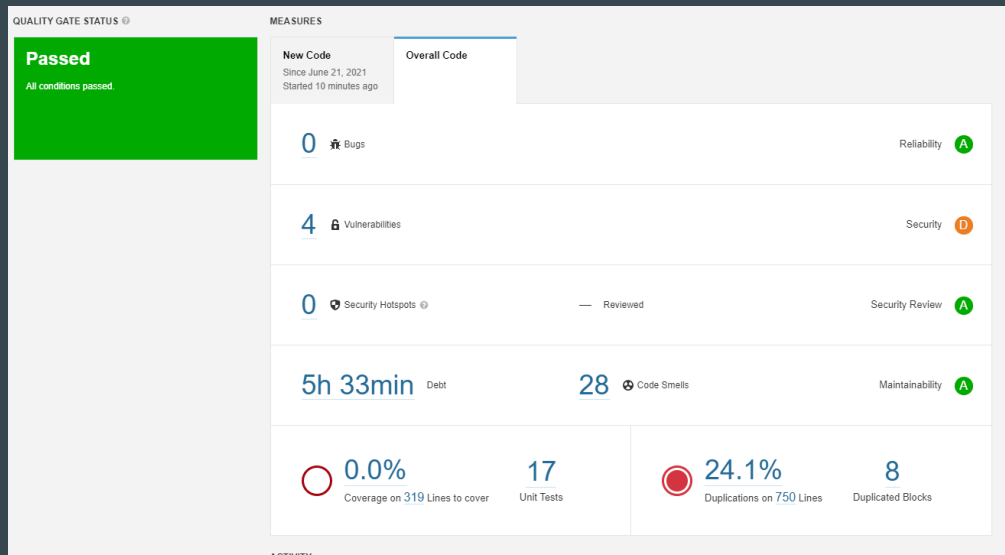 QUALITY GATE STATUS
MEASURES
Passed
All conditions passed.
New Code
Since June 21, 2021
Started 10 minutes ago
Overall Code
0 Bugs
Reliability A
4 Vulnerabilities
Security D
0 Security Hotspots
— Reviewed
Security Review A
5h 33min Debt
28 Code Smells
Maintainability A
0.0%
Coverage on 319 Lines to cover
17
Unit Tests
24.1%
Duplications on 750 Lines
8
Duplicated Blocks
ACTIVITY